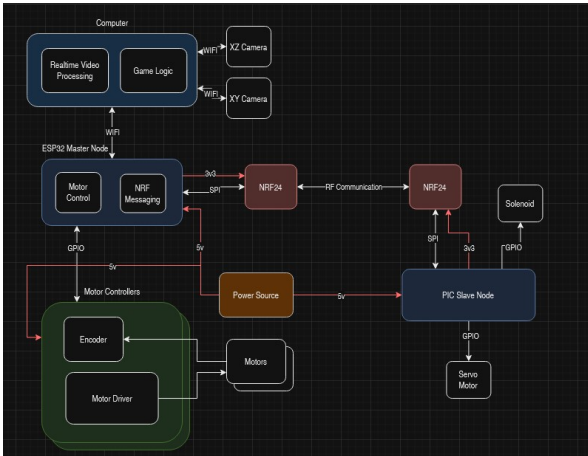 Computer
Realtime Video
Processing
Game Logic
WIFI
XZ Camera
WIFI
XY Camera
WIFI
ESP32 Master Node
Motor
Control
NRF
Messaging
3v3
SPI
NRF24
RF Communication
NRF24
Solenoid
GPIO
5v
SPI
3v3
GPIO
5v
Motor Controllers
Power Source
5v
PIC Slave Node
Encoder
Motors
GPIO
Motor Driver
Servo
Motor